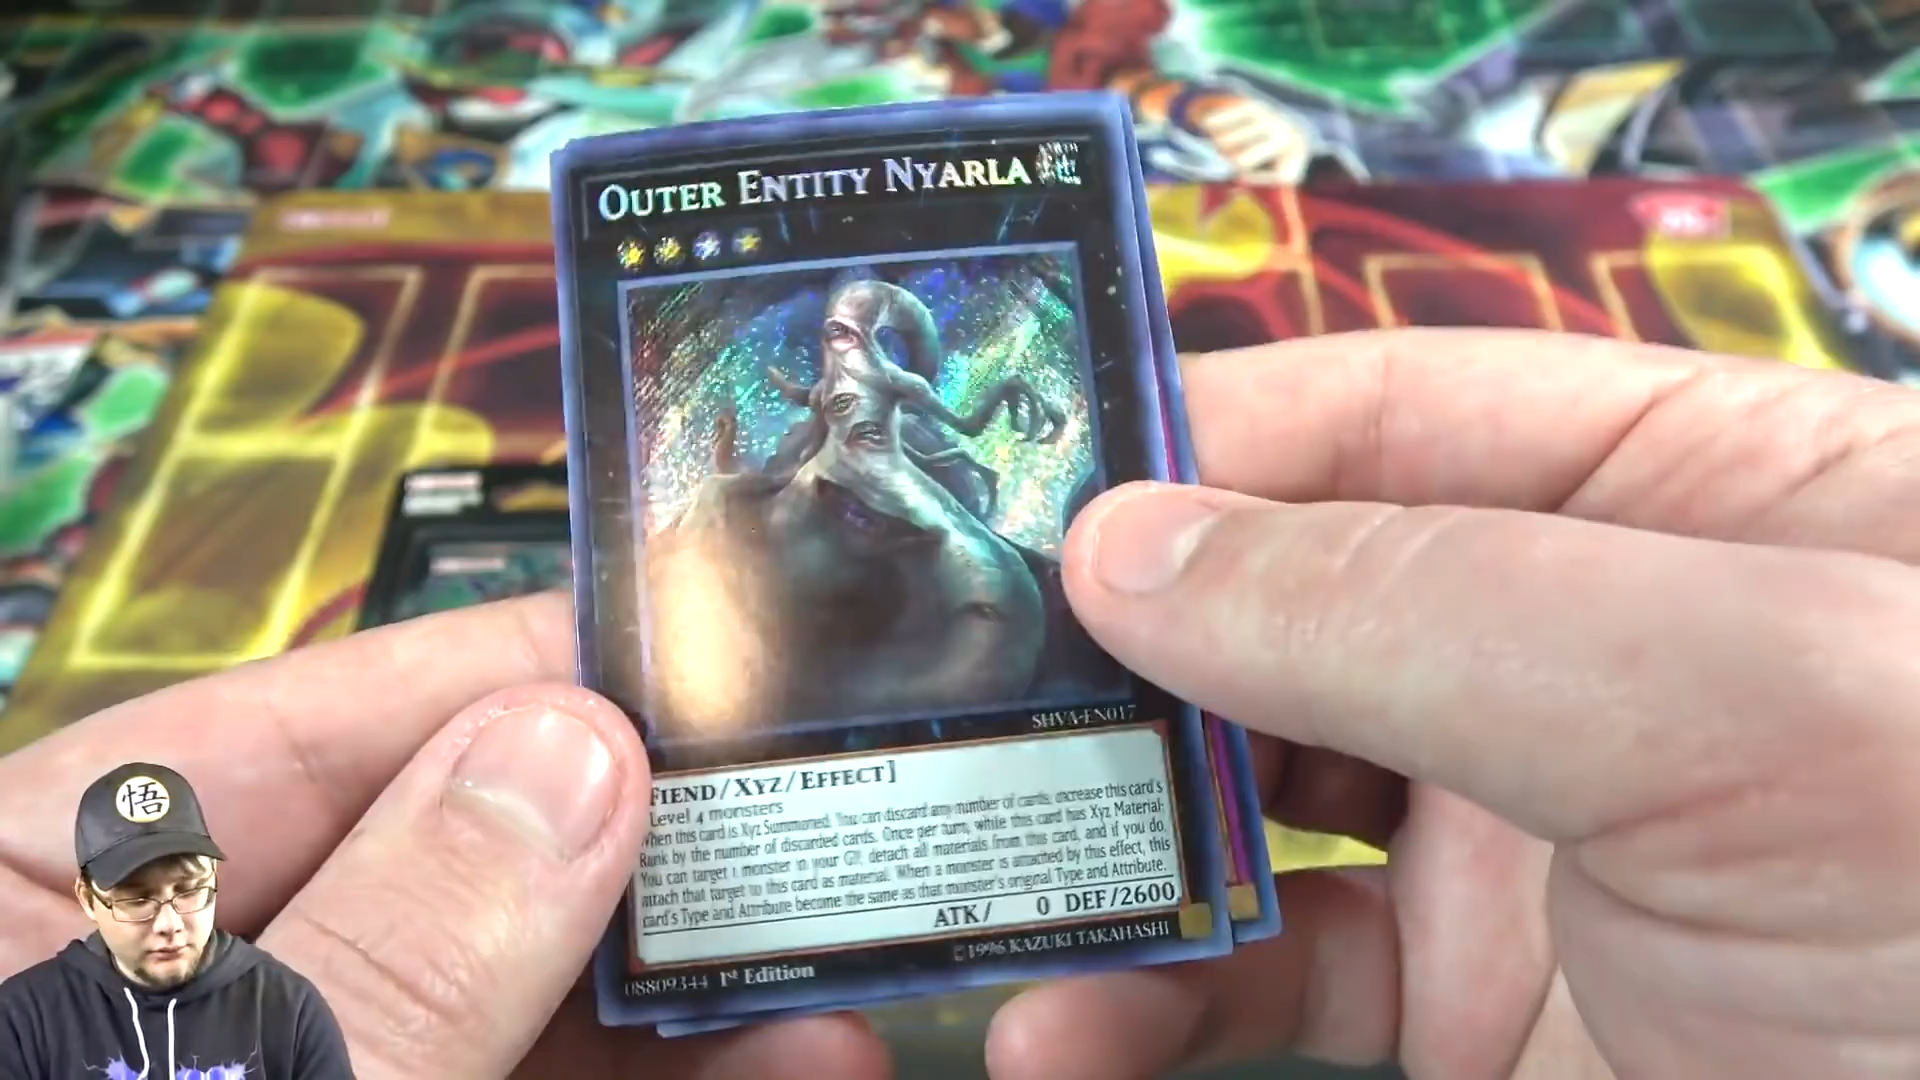 OUTER ENTITY NYARLA
SHVA-EN017
FIEND/XYZ/EFFECT]
Level 4 monsters
When this card is Xyz Summoned: You can discard any number of cards; increase this card's
Rank by the number of discarded cards. Once per turn, while this card has Xyz Material:
You can target 1 monster in your GY; detach all materials from this card, and if you do,
attach that target to this card as material. When a monster is attached by this effect, this
card's Type and Attribute become the same as that monster's original Type and Attribute.
ATK/ 0 DEF/2600
©1996 KAZUKI TAKAHASHI
08809344 1st Edition
悟